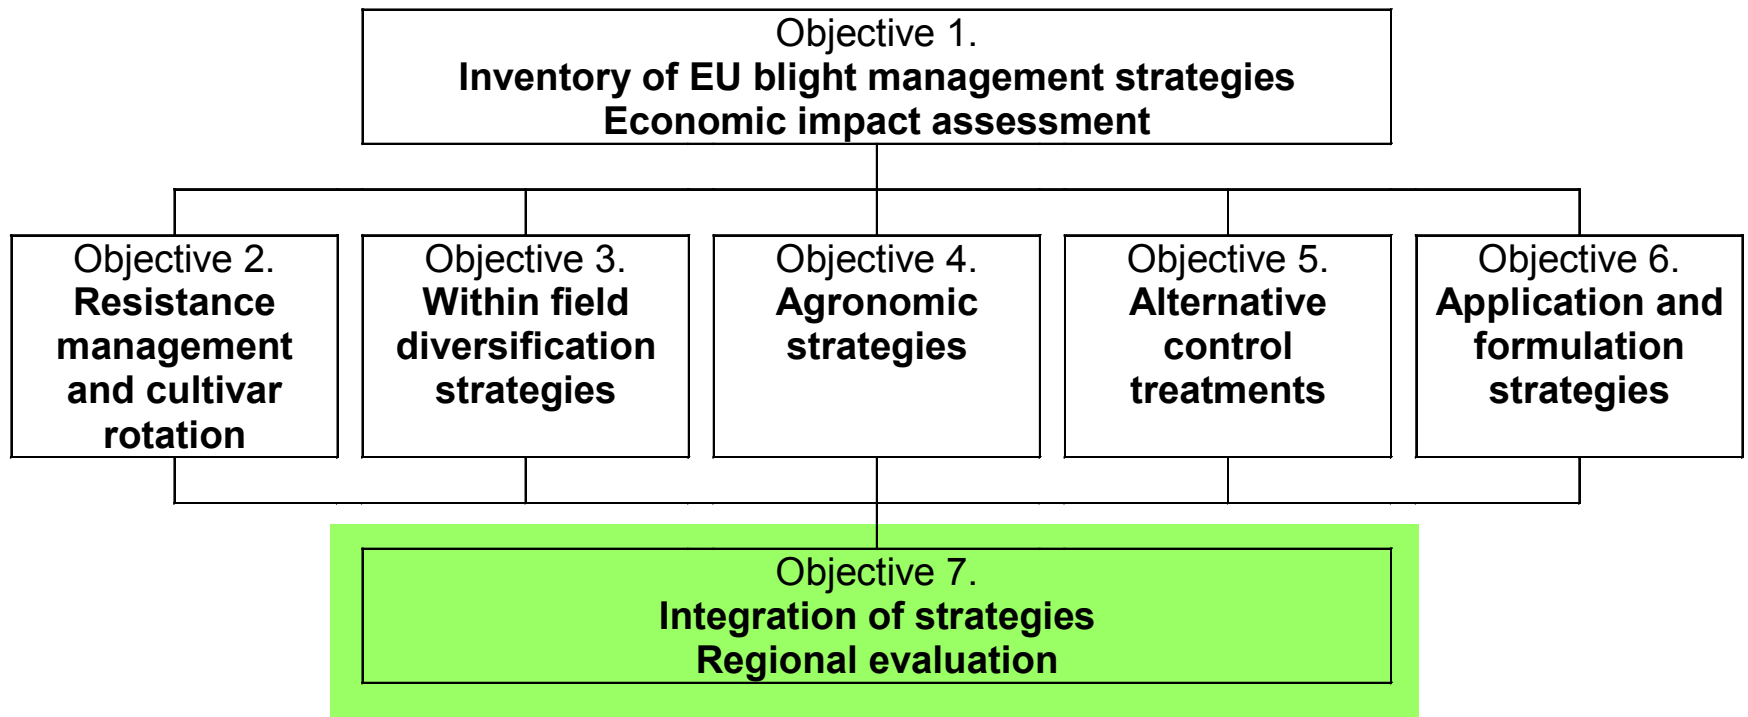 Objective 1.
Inventory of EU blight management strategies
Economic impact assessment
Objective 2.
Resistance
management
and cultivar
rotation
Objective 3.
Within field
diversification
strategies
Objective 4.
Agronomic
strategies
Objective 5.
Alternative
control
treatments
Objective 6.
Application and
formulation
strategies
Objective 7.
Integration of strategies
Regional evaluation